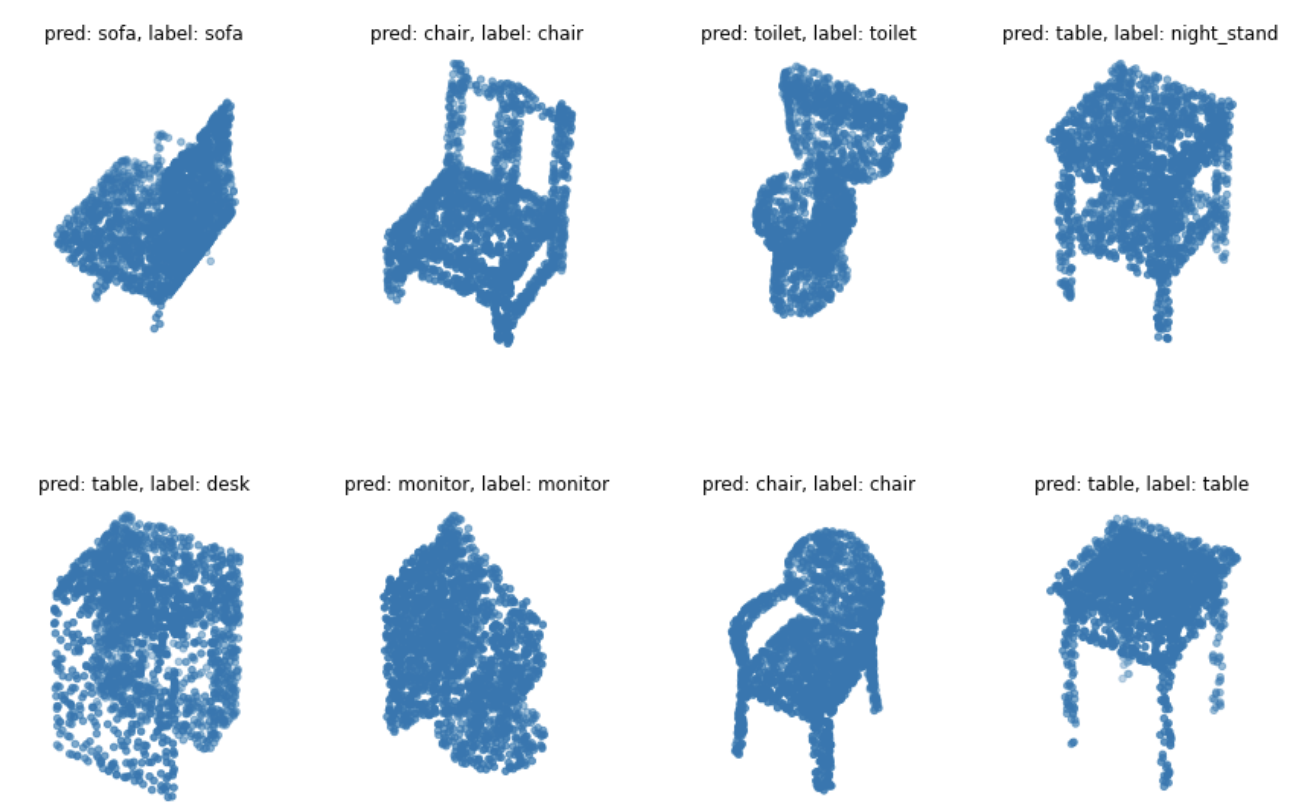 pred: sofa, label: sofa
pred: chair, label: chair
pred: toilet, label: toilet
pred: table, label: night_stand
pred: table, label: desk
pred: monitor, label: monitor
pred: chair, label: chair
pred: table, label: table